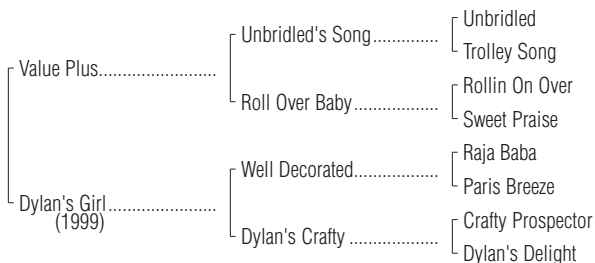 Unbridled
Unbridled's Song..............
Trolley Song
Value Plus.........................
Rollin On Over
Roll Over Baby..................
Sweet Praise
Raja Baba
Well Decorated..................
Paris Breeze
Dylan's Girl.......................
(1999)
Crafty Prospector
Dylan's Crafty ...................
Dylan's Delight